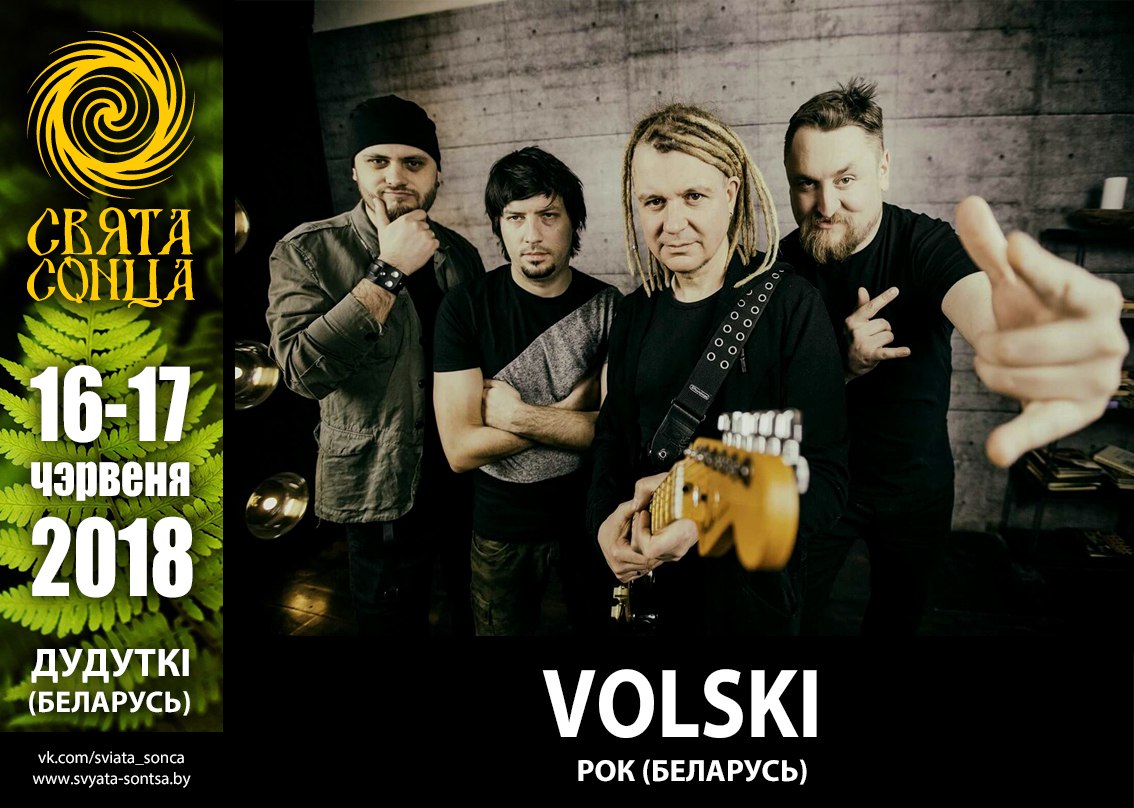 СВЯТА
СОНЦА
16-17
чэрвеня
2018
ДУДУТКІ
(БЕЛАРУСЬ)
vk.com/sviata_sonca
www.svyata-sontsa.by
VOLSKI
РОК (БЕЛАРУСЬ)